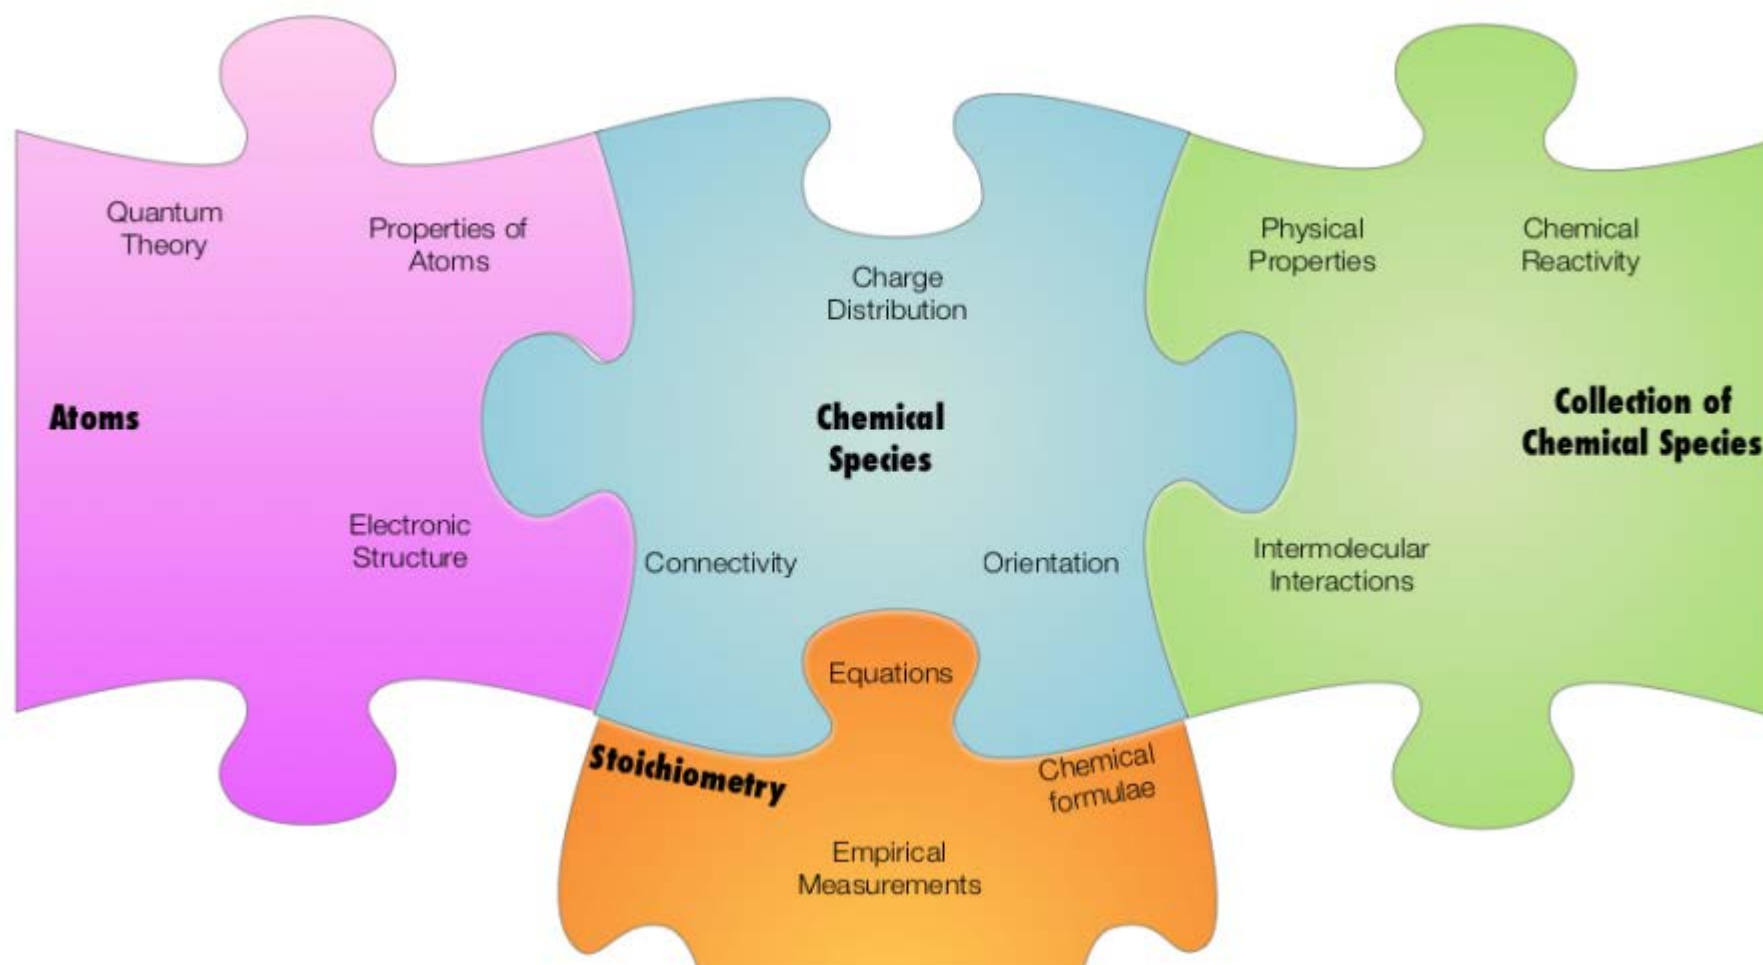 Quantum
Theory
Properties of
Atoms
Atoms
Electronic
Structure
Charge
Distribution
Chemical
Species
Connectivity
Orientation
Physical
Properties
Chemical
Reactivity
Collection of
Chemical Species
Intermolecular
Interactions
Equations
Stoichiometry
Chemical
formulae
Empirical
Measurements